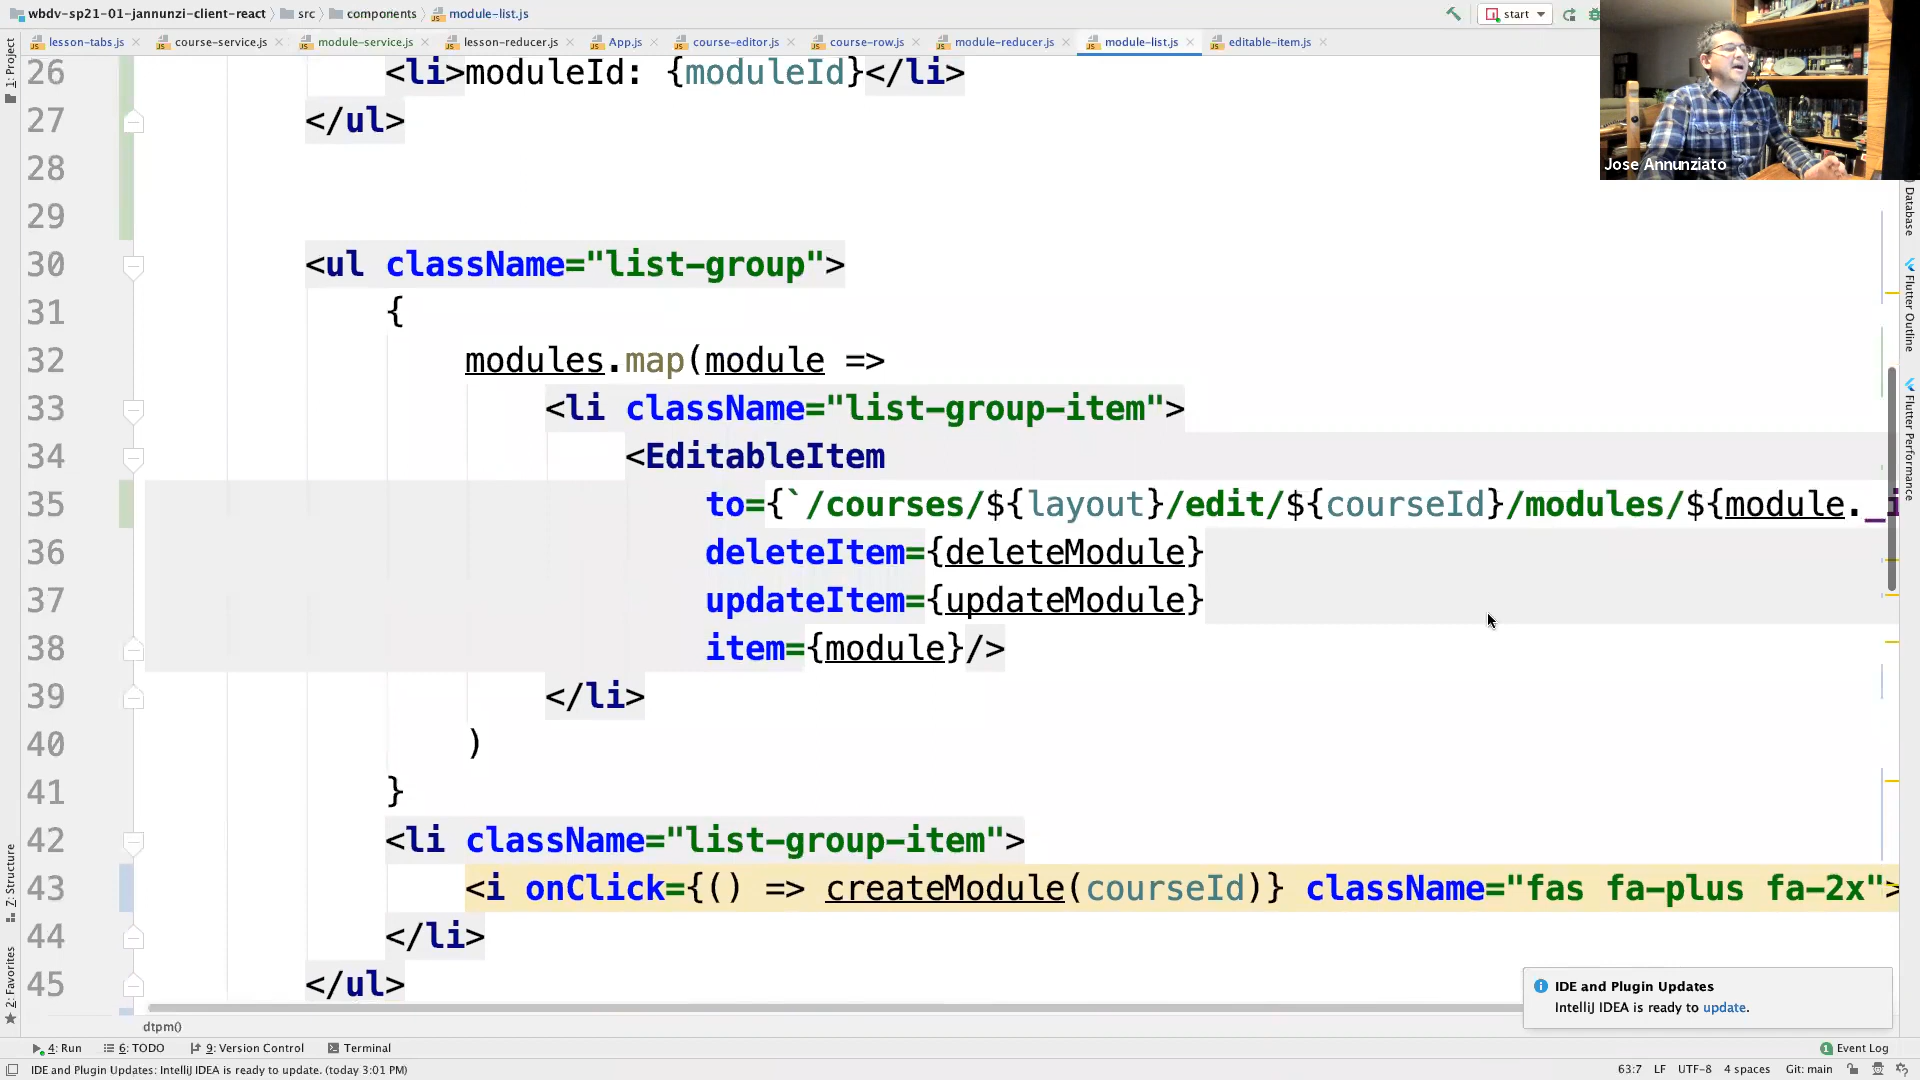 wbdv-sp21-01-jannunzi-client-react src components module-list.js start
lesson-tabs.js course-service.js module-service.js lesson-reducer.js App.js course-editor.js course-row.js module-reducer.js module-list.js editable-item.js
Jose Annunziato
1: Project
Database
Flutter Outline
Flutter Performance
Z: Structure
2: Favorites
26 <li>moduleId: {moduleId}</li>
27 </ul>
28
29
30 <ul className="list-group">
31 {
32 modules.map(module =>
33 <li className="list-group-item">
34 <EditableItem
35 to={`/courses/${layout}/edit/${courseId}/modules/${module._i
36 deleteItem={deleteModule}
37 updateItem={updateModule}
38 item={module}/>
39 </li>
40 )
41 }
42 <li className="list-group-item">
43 <i onClick={() => createModule(courseId)} className="fas fa-plus fa-2x">
44 </li>
45 </ul>
IDE and Plugin Updates
IntelliJ IDEA is ready to update.
dtpm()
4: Run 6: TODO 9: Version Control Terminal 1 Event Log
IDE and Plugin Updates: IntelliJ IDEA is ready to update. (today 3:01 PM) 63:7 LF UTF-8 4 spaces Git: main